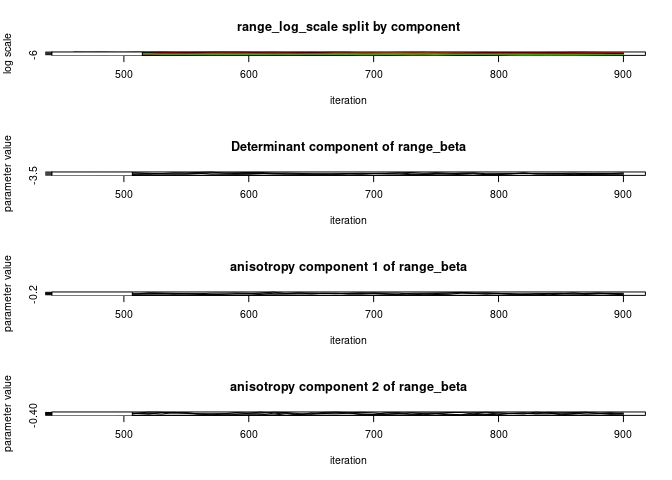 range_log_scale split by component
log scale
-6
500 600 700 800 900
iteration
Determinant component of range_beta
parameter value
-3.5
500 600 700 800 900
iteration
anisotropy component 1 of range_beta
parameter value
-0.2
500 600 700 800 900
iteration
anisotropy component 2 of range_beta
parameter value
-0.40
500 600 700 800 900
iteration